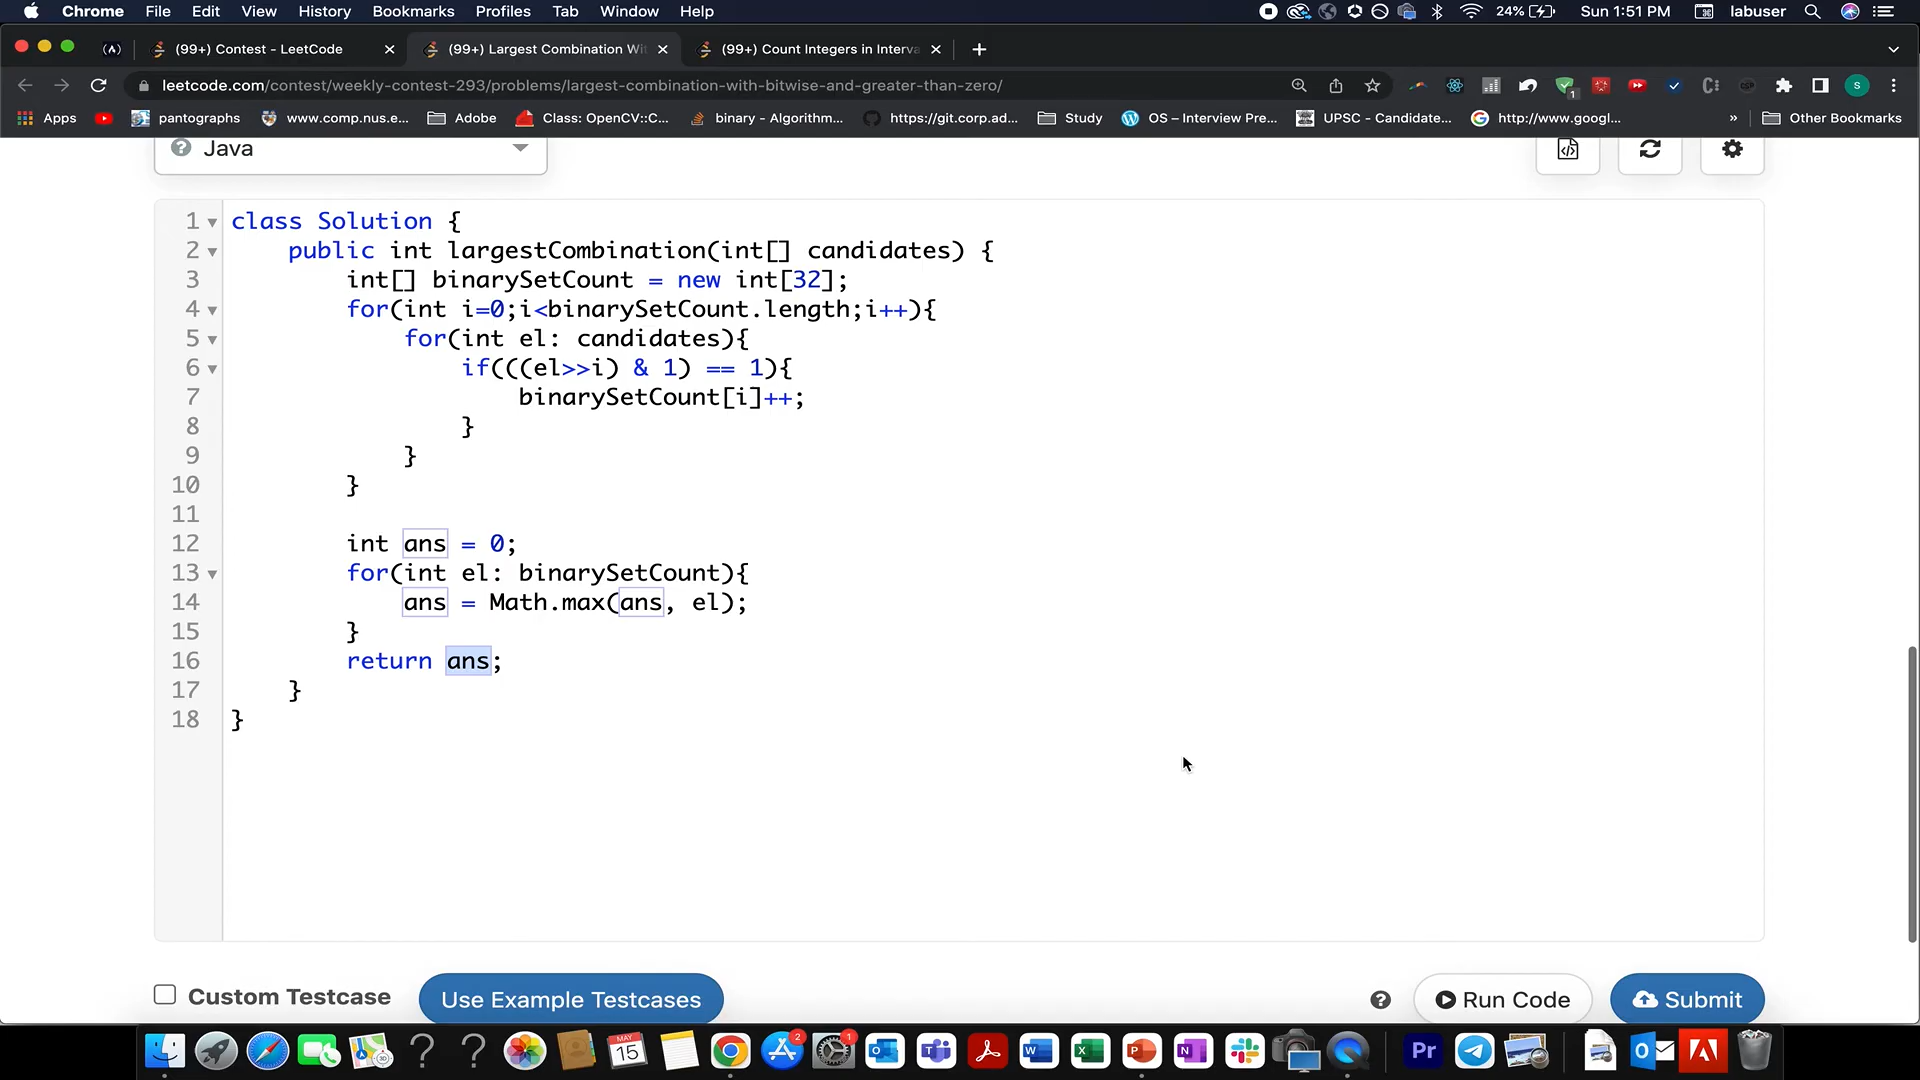 Chrome File Edit View History Bookmarks Profiles Tab Window Help 24% Sun 1:51 PM labuser
(99+) Contest - LeetCode (99+) Largest Combination Wi (99+) Count Integers in Interva
leetcode.com/contest/weekly-contest-293/problems/largest-combination-with-bitwise-and-greater-than-zero/
Apps pantographs www.comp.nus.e... Adobe Class: OpenCV::C... binary - Algorithm... https://git.corp.ad... Study OS – Interview Pre... UPSC - Candidate... http://www.googl... » Other Bookmarks
Java
1 class Solution {
2 public int largestCombination(int[] candidates) {
3 int[] binarySetCount = new int[32];
4 for(int i=0;i<binarySetCount.length;i++){
5 for(int el: candidates){
6 if(((el>>i) & 1) == 1){
7 binarySetCount[i]++;
8 }
9 }
10 }
11
12 int ans = 0;
13 for(int el: binarySetCount){
14 ans = Math.max(ans, el);
15 }
16 return ans;
17 }
18 }
Custom Testcase Use Example Testcases Run Code Submit
MAY
15
2
1
Pr